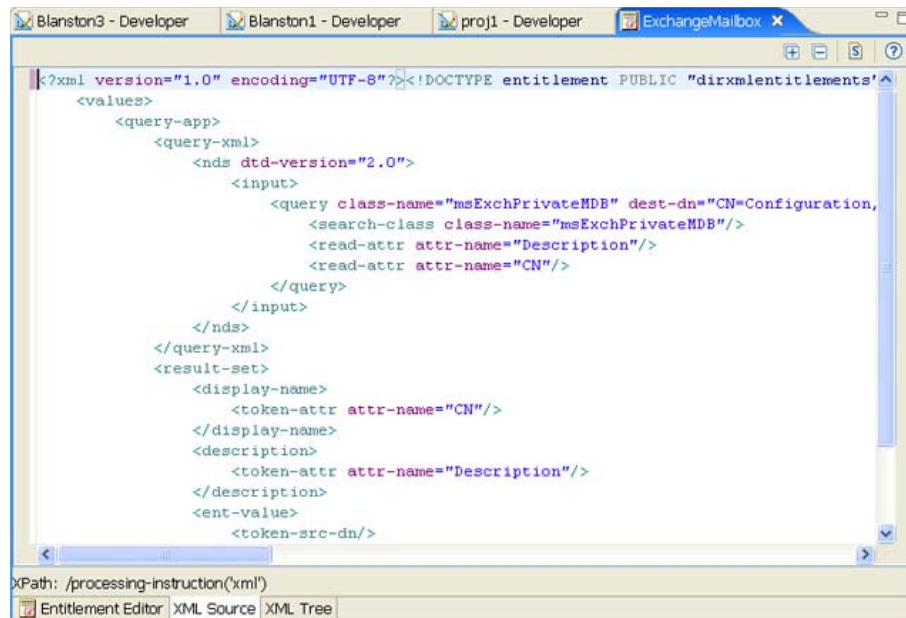 Blanston3 - Developer Blanston1 - Developer proj1 - Developer ExchangeMailbox
<?xml version="1.0" encoding="UTF-8"?><!DOCTYPE entitlement PUBLIC "dirxmlentitlements"
<values>
<query-app>
<query-xml>
<nds dtd-version="2.0">
<input>
<query class-name="msExchPrivateMDB" dest-dn="CN=Configuration,
<search-class class-name="msExchPrivateMDB"/>
<read-attr attr-name="Description"/>
<read-attr attr-name="CN"/>
</query>
</input>
</nds>
</query-xml>
<result-set>
<display-name>
<token-attr attr-name="CN"/>
</display-name>
<description>
<token-attr attr-name="Description"/>
</description>
<ent-value>
<token-src-dn/>
XPath: /processing-instruction('xml')
Entitlement Editor XML Source XML Tree